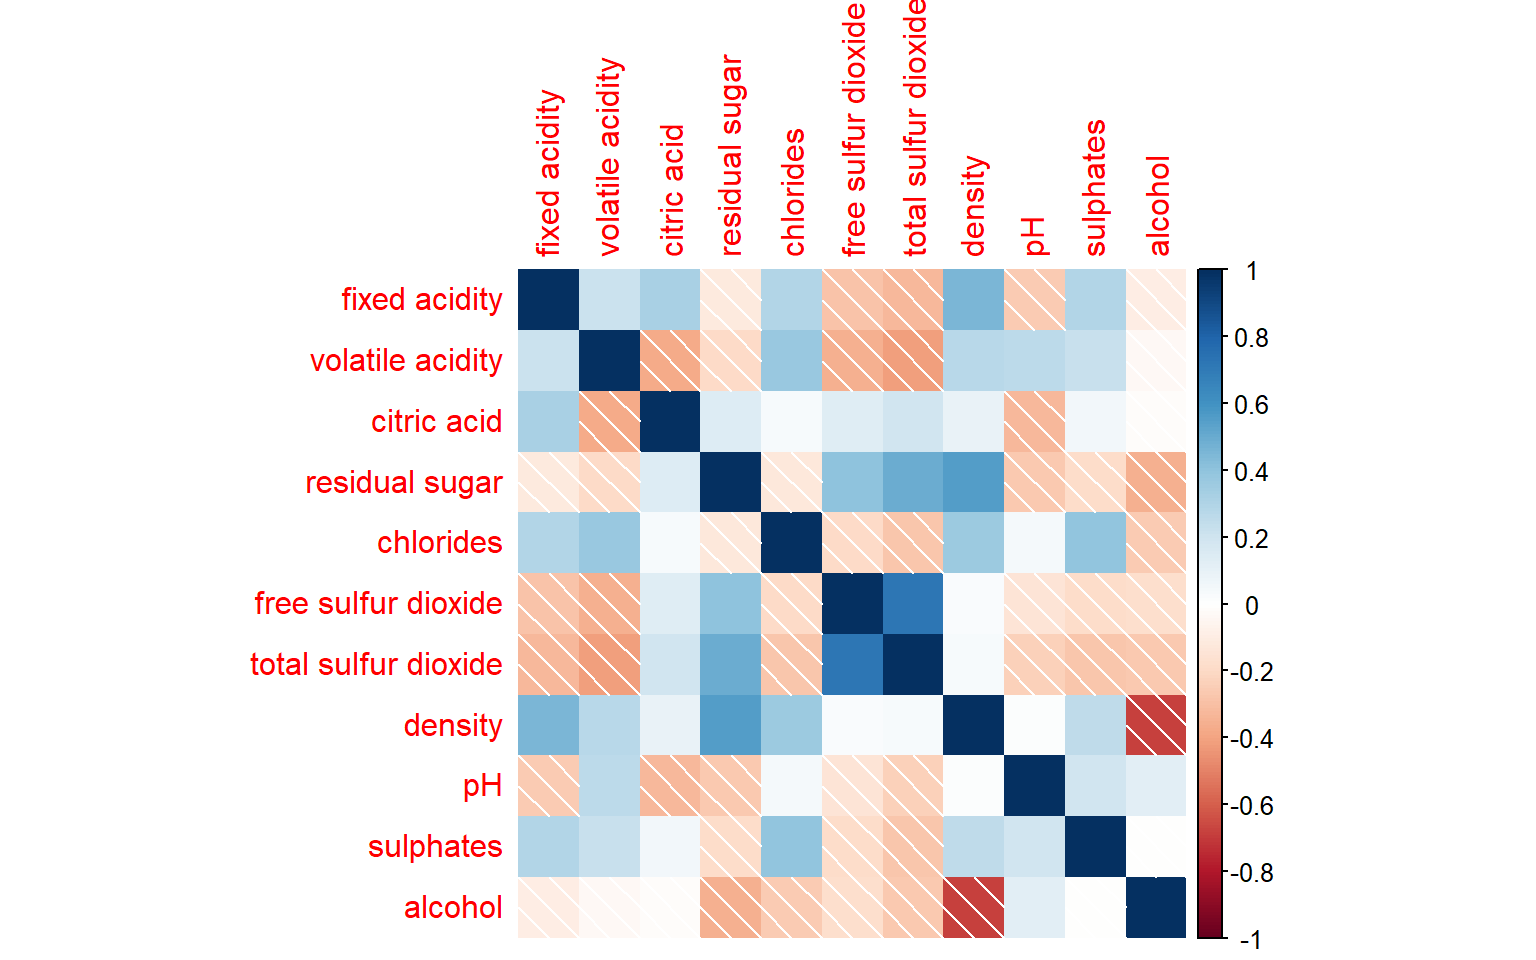 fixed acidity
volatile acidity
citric acid
residual sugar
chlorides
free sulfur dioxide
total sulfur dioxide
density
pH
sulphates
alcohol
fixed acidity
volatile acidity
citric acid
residual sugar
chlorides
free sulfur dioxide
total sulfur dioxide
density
pH
sulphates
alcohol
1
0.8
0.6
0.4
0.2
0
-0.2
-0.4
-0.6
-0.8
-1